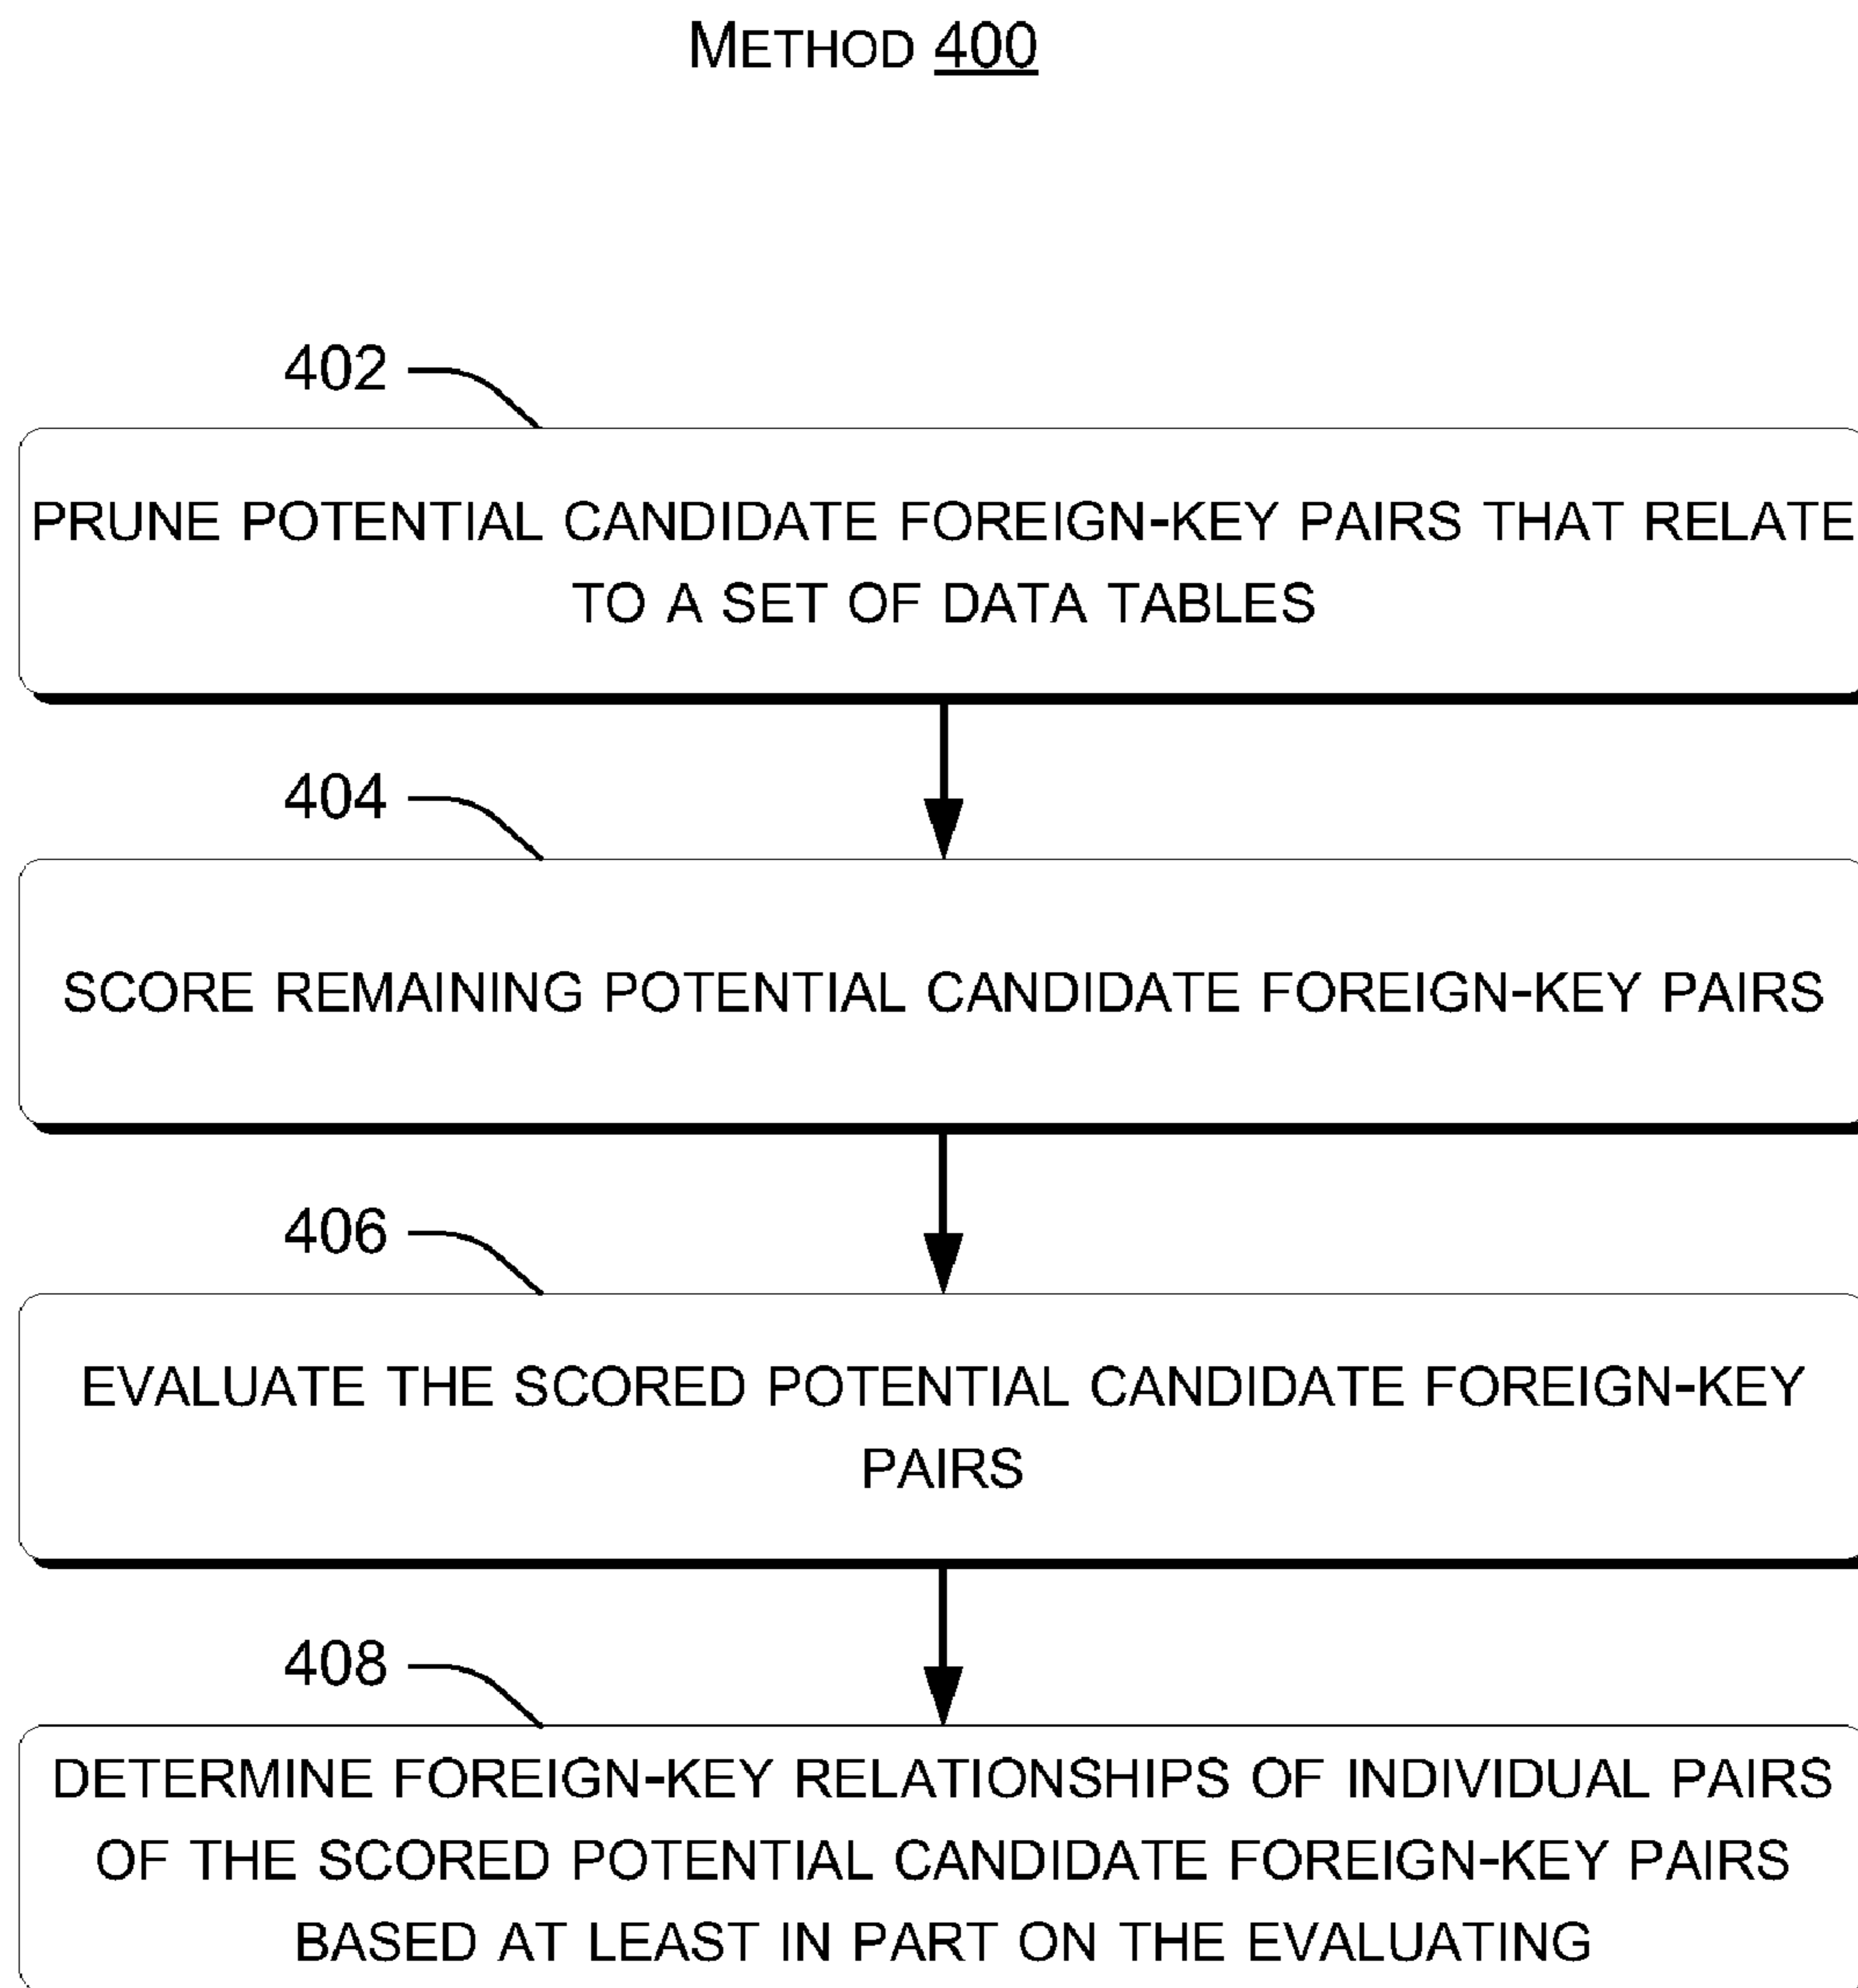 METHOD 400
402
PRUNE POTENTIAL CANDIDATE FOREIGN-KEY PAIRS THAT RELATE
TO A SET OF DATA TABLES
404
SCORE REMAINING POTENTIAL CANDIDATE FOREIGN-KEY PAIRS
406
EVALUATE THE SCORED POTENTIAL CANDIDATE FOREIGN-KEY
PAIRS
408
DETERMINE FOREIGN-KEY RELATIONSHIPS OF INDIVIDUAL PAIRS
OF THE SCORED POTENTIAL CANDIDATE FOREIGN-KEY PAIRS
BASED AT LEAST IN PART ON THE EVALUATING